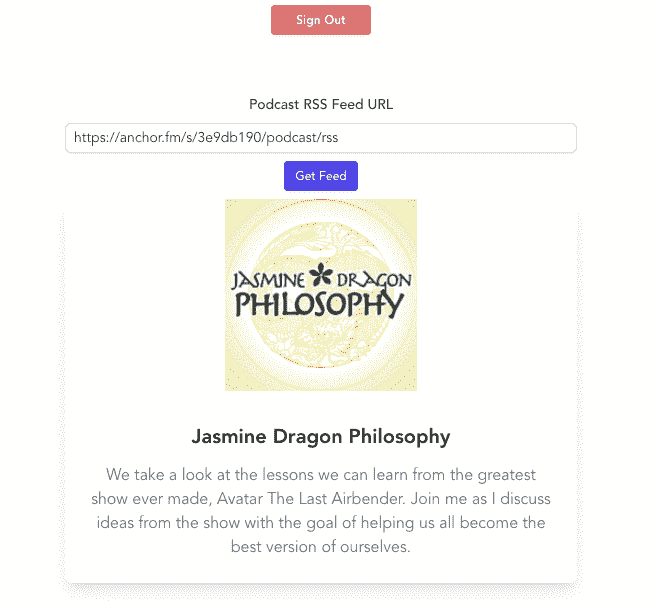 Sign Out
Podcast RSS Feed URL
https://anchor.fm/s/3e9db190/podcast/rss
Get Feed
JASMINE DRAGON
PHILOSOPHY
Jasmine Dragon Philosophy
We take a look at the lessons we can learn from the greatest
show ever made, Avatar The Last Airbender. Join me as I discuss
ideas from the show with the goal of helping us all become the
best version of ourselves.